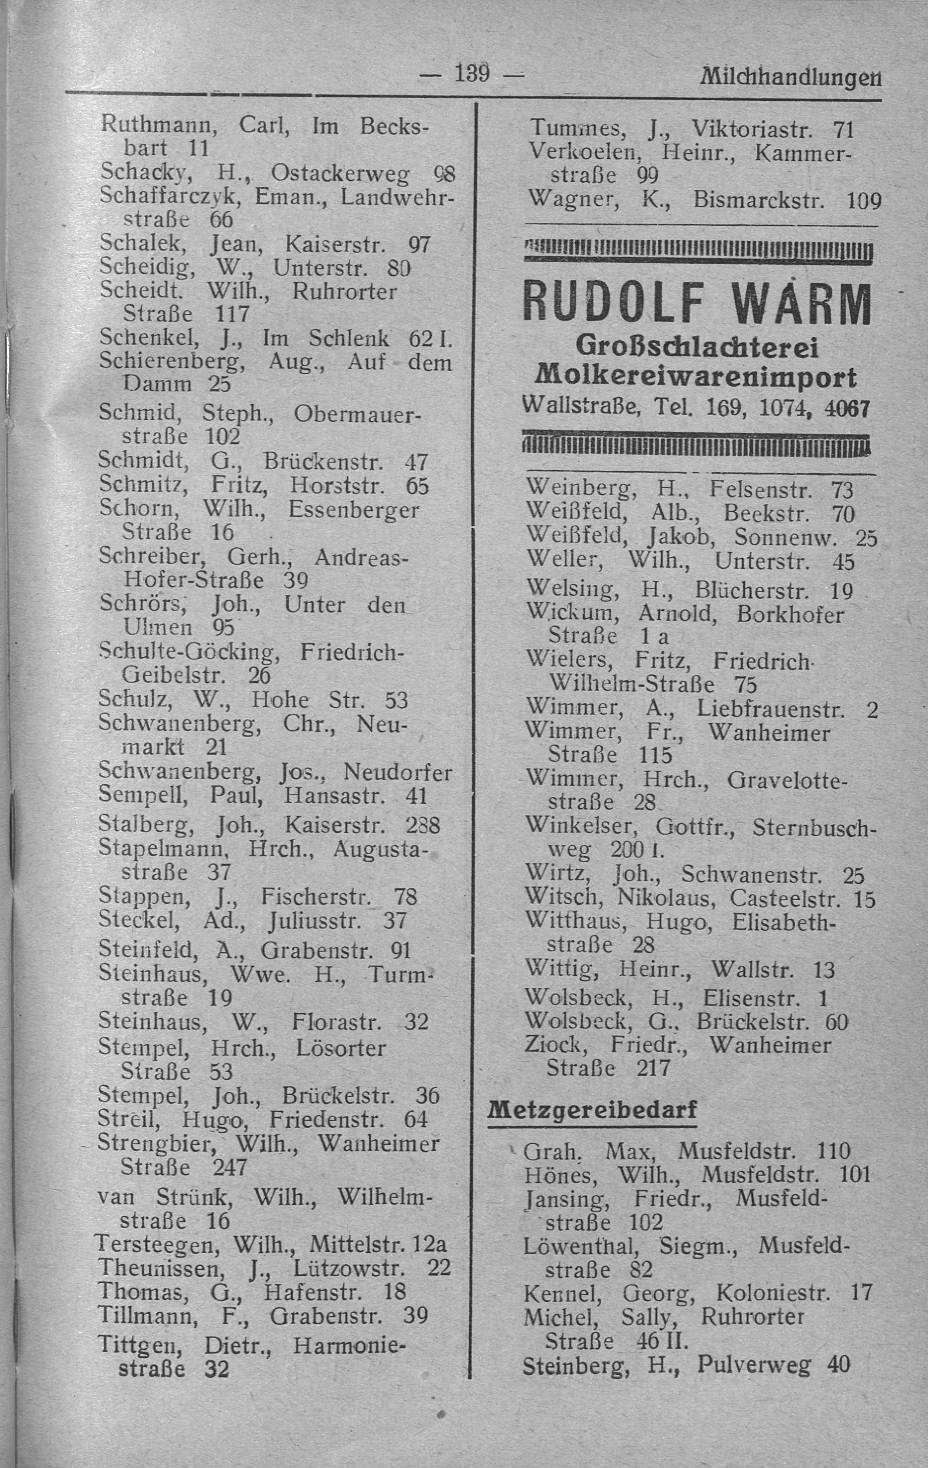 — 139 —
Milchhandlungen
Ruthmann, Carl, Im Becks-
bart 11
Schacky, H., Ostackerweg 98
Schaffarczyk, Eman., Landwehr-
straße 66
Schalek, Jean, Kaiserstr. 97
Scheidig, W., Unterstr. 80
Scheidt. Wilh., Ruhrorter
Straße 117
Schenkel, J., Im Schlenk 62 I.
Schierenberg, Aug., Auf dem
Damm 25
Schmid, Steph., Obermauer-
straße 102
Schmidt, G., Brückenstr. 47
Schmitz, Fritz, Horststr. 65
Schorn, Wilh., Essenberger
Straße 16
Schreiber, Gerh., Andreas-
Hofer-Straße 39
Schrörs, Joh., Unter den
Ulmen 95
Schulte-Göcking, Friedrich-
Geibelstr. 26
Schulz, W., Hohe Str. 53
Schwanenberg, Chr., Neu-
markt 21
Schwanenberg, Jos., Neudorfer
Sempell, Paul, Hansastr. 41
Stalberg, Joh., Kaiserstr. 288
Stapelmann, Hrch., Augusta-
straße 37
Stappen, J., Fischerstr. 78
Steckel, Ad., Juliusstr. 37
Steinfeld, A., Grabenstr. 91
Steinhaus, Wwe. H., Turm-
straße 19
Steinhaus, W., Florastr. 32
Stempel, Hrch., Lösorter
Straße 53
Stempel, Joh., Brückelstr. 36
Streil, Hugo, Friedenstr. 64
Strengbier, Wilh., Wanheimer
Straße 247
van Strünk, Wilh., Wilhelm-
straße 16
Tersteegen, Wilh., Mittelstr. 12a
Theunissen, J., Lützowstr. 22
Thomas, G., Hafenstr. 18
Tillmann, F., Grabenstr. 39
Tittgen, Dietr., Harmonie-
straße 32
Tummes, J., Viktoriastr. 71
Verkoelen, Heinr., Kammer-
straße 99
Wagner, K., Bismarckstr. 109
RUDOLF WARM
Großschlachterei
Molkereiwarenimport
Wallstraße, Tel. 169, 1074, 4067
Weinberg, H., Felsenstr. 73
Weißfeld, Alb., Beekstr. 70
Weißfeld, Jakob, Sonnenw. 25
Weller, Wilh., Unterstr. 45
Welsing, H., Blücherstr. 19
Wickum, Arnold, Borkhofer
Straße 1 a
Wielers, Fritz, Friedrich-
Wilhelm-Straße 75
Wimmer, A., Liebfrauenstr. 2
Wimmer, Fr., Wanheimer
Straße 115
Wimmer, Hrch., Gravelotte-
straße 28
Winkelser, Gottfr., Sternbusch-
weg 200 I.
Wirtz, Joh., Schwanenstr. 25
Witsch, Nikolaus, Casteelstr. 15
Witthaus, Hugo, Elisabeth-
straße 28
Wittig, Heinr., Wallstr. 13
Wolsbeck, H., Elisenstr. 1
Wolsbeck, G., Brückelstr. 60
Ziock, Friedr., Wanheimer
Straße 217
Metzgereibedarf
Grah. Max, Musfeldstr. 110
Hönes, Wilh., Musfeldstr. 101
Jansing, Friedr., Musfeld-
straße 102
Löwenthal, Siegm., Musfeld-
straße 82
Kennel, Georg, Koloniestr. 17
Michel, Sally, Ruhrorter
Straße 46 II.
Steinberg, H., Pulverweg 40